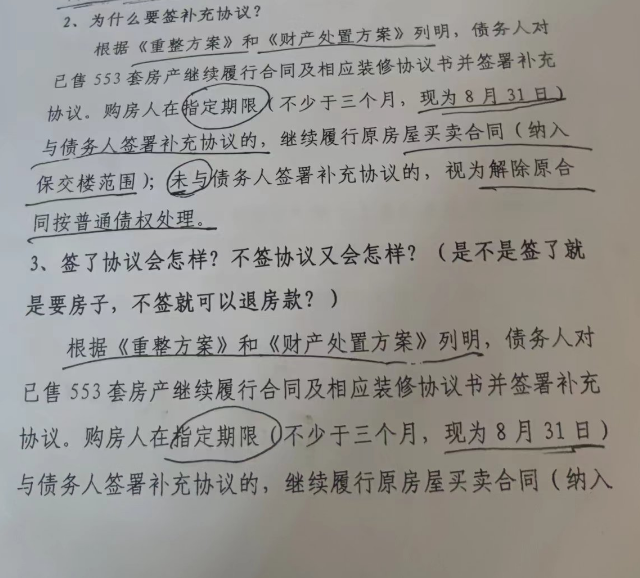 2、为什么要签补充协议？
根据《重整方案》和《财产处置方案》列明，债务人对
已售 553 套房产继续履行合同及相应装修协议书并签署补充
协议。购房人在指定期限（不少于三个月，现为 8 月 31 日）
与债务人签署补充协议的，继续履行原房屋买卖合同（纳入
保交楼范围）；未与债务人签署补充协议的，视为解除原合
同按普通债权处理。
3、签了协议会怎样？不签协议又会怎样？（是不是签了就
是要房子，不签就可以退房款？）
根据《重整方案》和《财产处置方案》列明，债务人对
已售 553 套房产继续履行合同及相应装修协议书并签署补充
协议。购房人在指定期限（不少于三个月，现为 8 月 31 日）
与债务人签署补充协议的，继续履行原房屋买卖合同（纳入